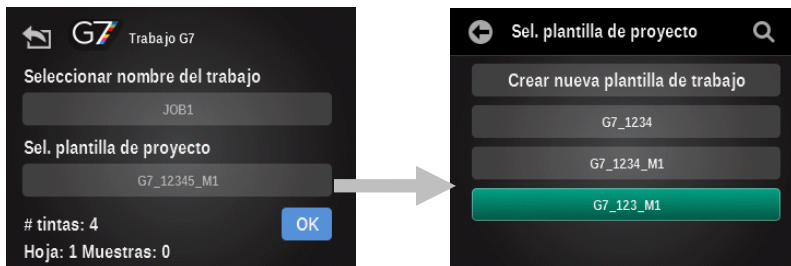 G7 Trabajo G7
Seleccionar nombre del trabajo
JOB1
Sel. plantilla de proyecto
G7_12345_M1
# tintas: 4
OK
Hoja: 1 Muestras: 0
Sel. plantilla de proyecto
Crear nueva plantilla de trabajo
G7_1234
G7_1234_M1
G7_123_M1